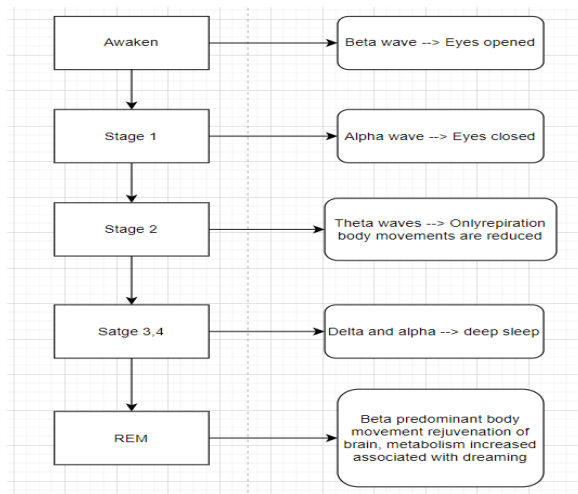 Awaken
Beta wave --> Eyes opened
Stage 1
Alpha wave --> Eyes closed
Stage 2
Theta waves --> Onlyrepiration
body movements are reduced
Satge 3,4
Delta and alpha --> deep sleep
REM
Beta predominant body
movement rejuvenation of
brain, metabolism increased
associated with dreaming